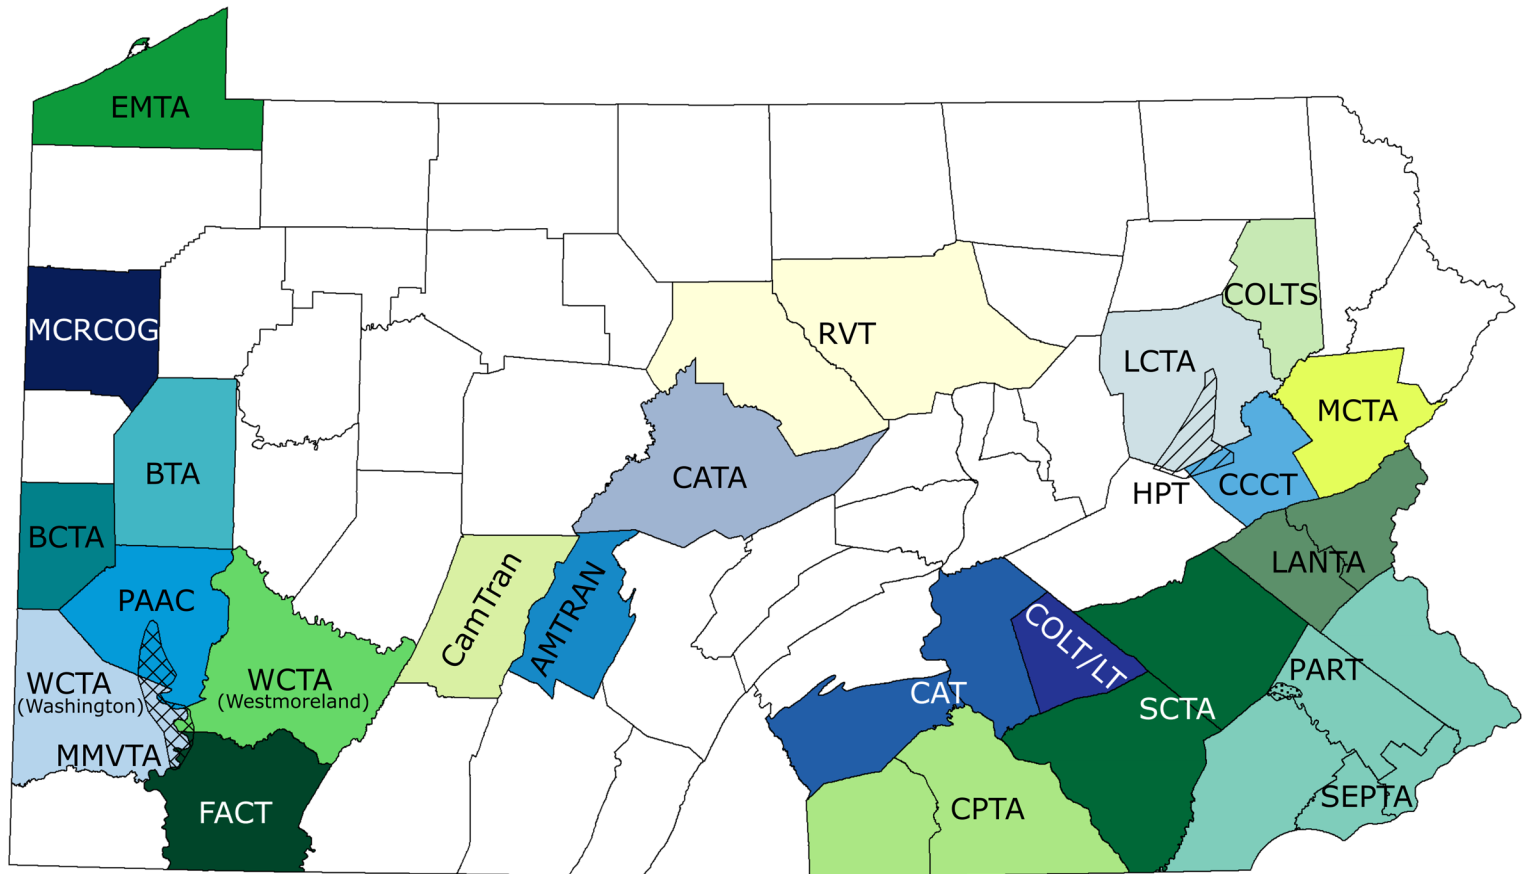 EMTA
COLTS
MCRCOG
RVT
LCTA
MCTA
BTA
CATA
CCCT
HPT
BCTA
LANTA
PAAC
CamTran
AMTRAN
COLT/LT
PART
WCTA
(Washington)
WCTA
(Westmoreland)
CAT
SCTA
MMVTA
SEPTA
FACT
CPTA